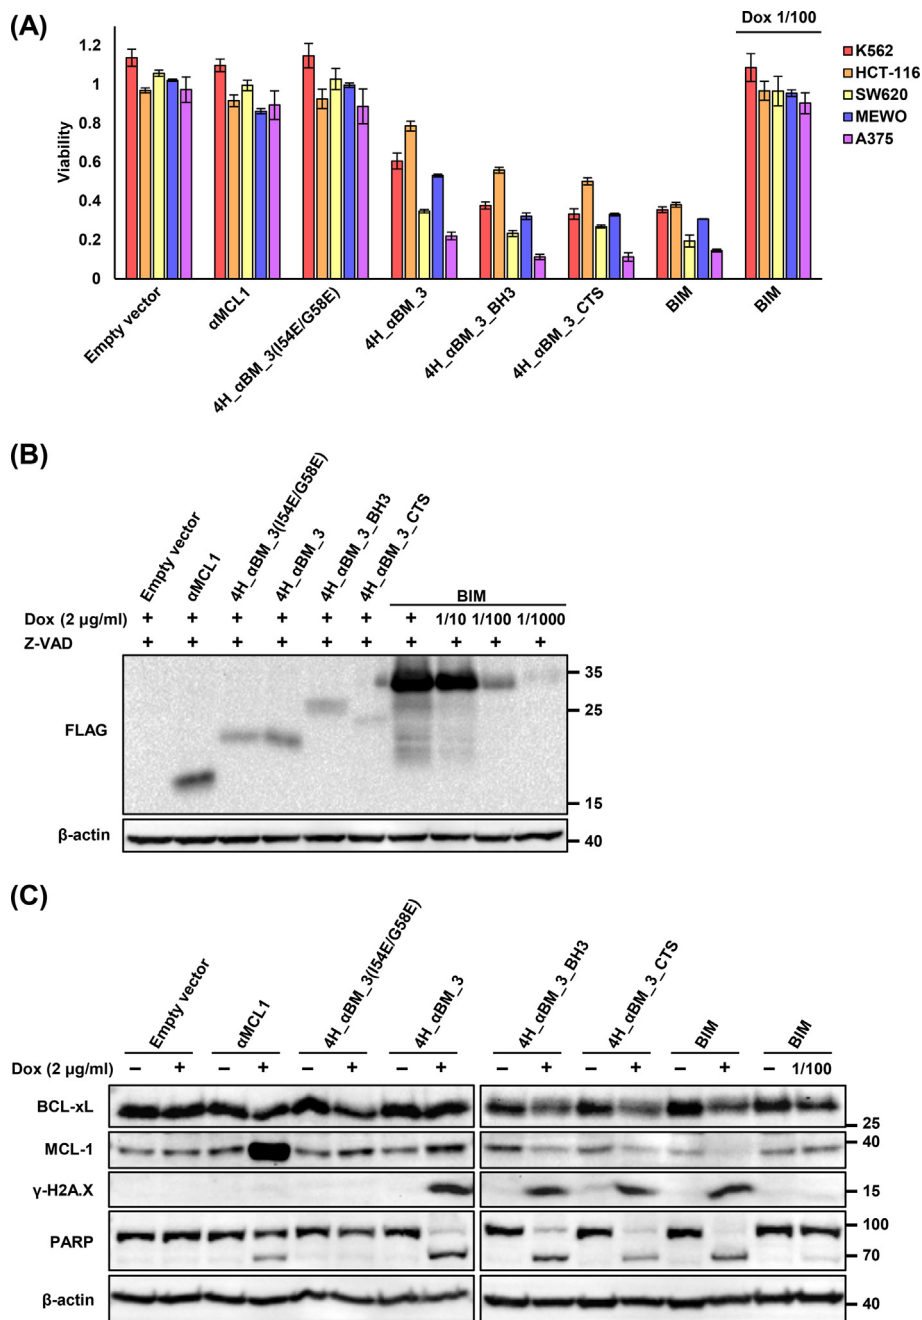 (A)
Dox 1/100
K562
HCT-116
SW620
MEWO
A375
Viability
1.2
1
0.8
0.6
0.4
0.2
0
Empty vector
αMCL1
4H_αBM_3(I54E/G58E)
4H_αBM_3
4H_αBM_3_BH3
4H_αBM_3_CTS
BIM
BIM
(B)
Empty vector
αMCL1
4H_αBM_3(I54E/G58E)
4H_αBM_3
4H_αBM_3_BH3
4H_αBM_3_CTS
BIM
Dox (2 µg/ml) + + + + + + + 1/10 1/100 1/1000
Z-VAD + + + + + + + + + +
35
25
FLAG
15
β-actin
40
(C)
Empty vector
αMCL1
4H_αBM_3(I54E/G58E)
4H_αBM_3
4H_αBM_3_BH3
4H_αBM_3_CTS
BIM
BIM
Dox (2 µg/ml) − + − + − + − + − + − + − + − 1/100
BCL-xL
25
MCL-1
40
γ-H2A.X
15
PARP
100
70
β-actin
40